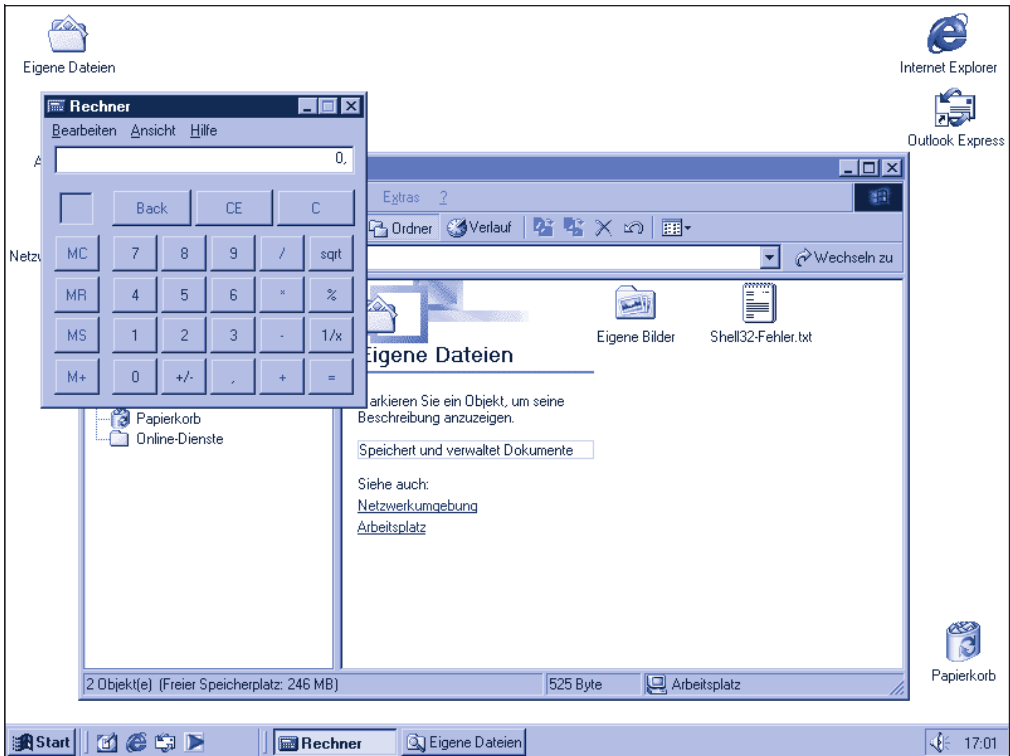 Eigene Dateien
Internet Explorer
Outlook Express
Rechner
Bearbeiten Ansicht Hilfe
0,
Back CE C
MC 7 8 9 / sqrt
MR 4 5 6 * %
MS 1 2 3 - 1/x
M+ 0 +/- , + =
Extras ?
Ordner Verlauf
Wechseln zu
Papierkorb
Online-Dienste
Eigene Dateien
Markieren Sie ein Objekt, um seine
Beschreibung anzuzeigen.
Speichert und verwaltet Dokumente
Siehe auch:
Netzwerkumgebung
Arbeitsplatz
Eigene Bilder
Shell32-Fehler.txt
2 Objekt(e) (Freier Speicherplatz: 246 MB)
525 Byte
Arbeitsplatz
Papierkorb
Start
Rechner
Eigene Dateien
17:01